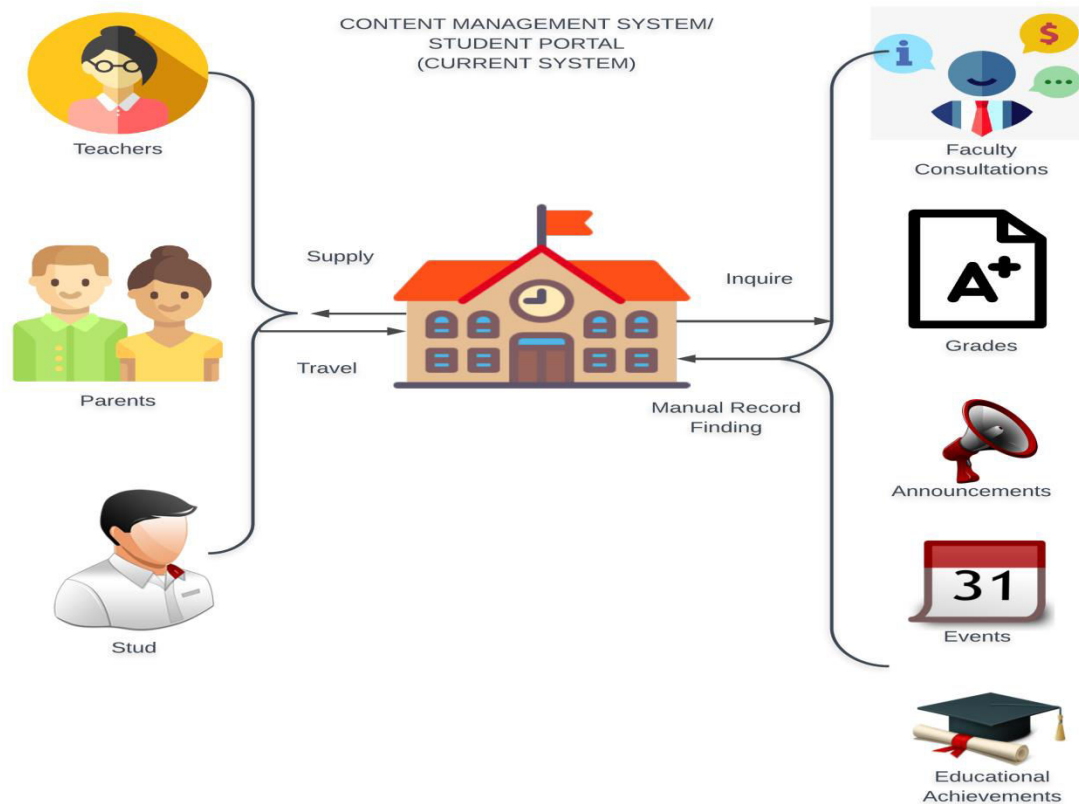 CONTENT MANAGEMENT SYSTEM/
STUDENT PORTAL
(CURRENT SYSTEM)
Teachers
Parents
Stud
Supply
Travel
Inquire
Manual Record
Finding
i
$
Faculty
Consultations
A+
Grades
Announcements
31
Events
Educational
Achievements